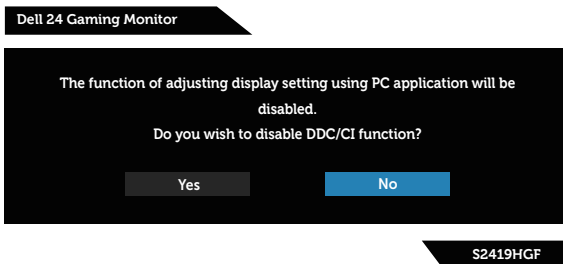 Dell 24 Gaming Monitor
The function of adjusting display setting using PC application will be
disabled.
Do you wish to disable DDC/CI function?
Yes No
S2419HGF